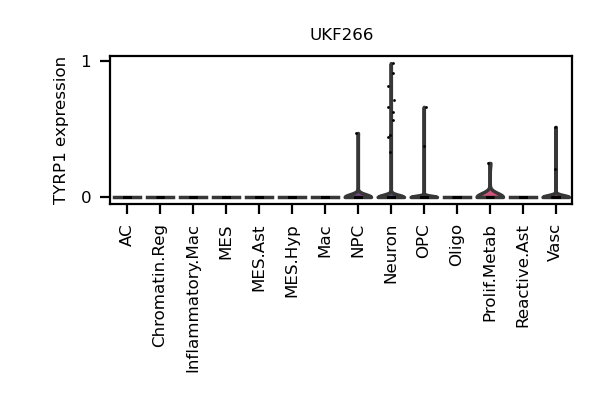 UKF266
TYRP1 expression
1
0
AC
Chromatin.Reg
Inflammatory.Mac
MES
MES.Ast
MES.Hyp
Mac
NPC
Neuron
OPC
Oligo
Prolif.Metab
Reactive.Ast
Vasc